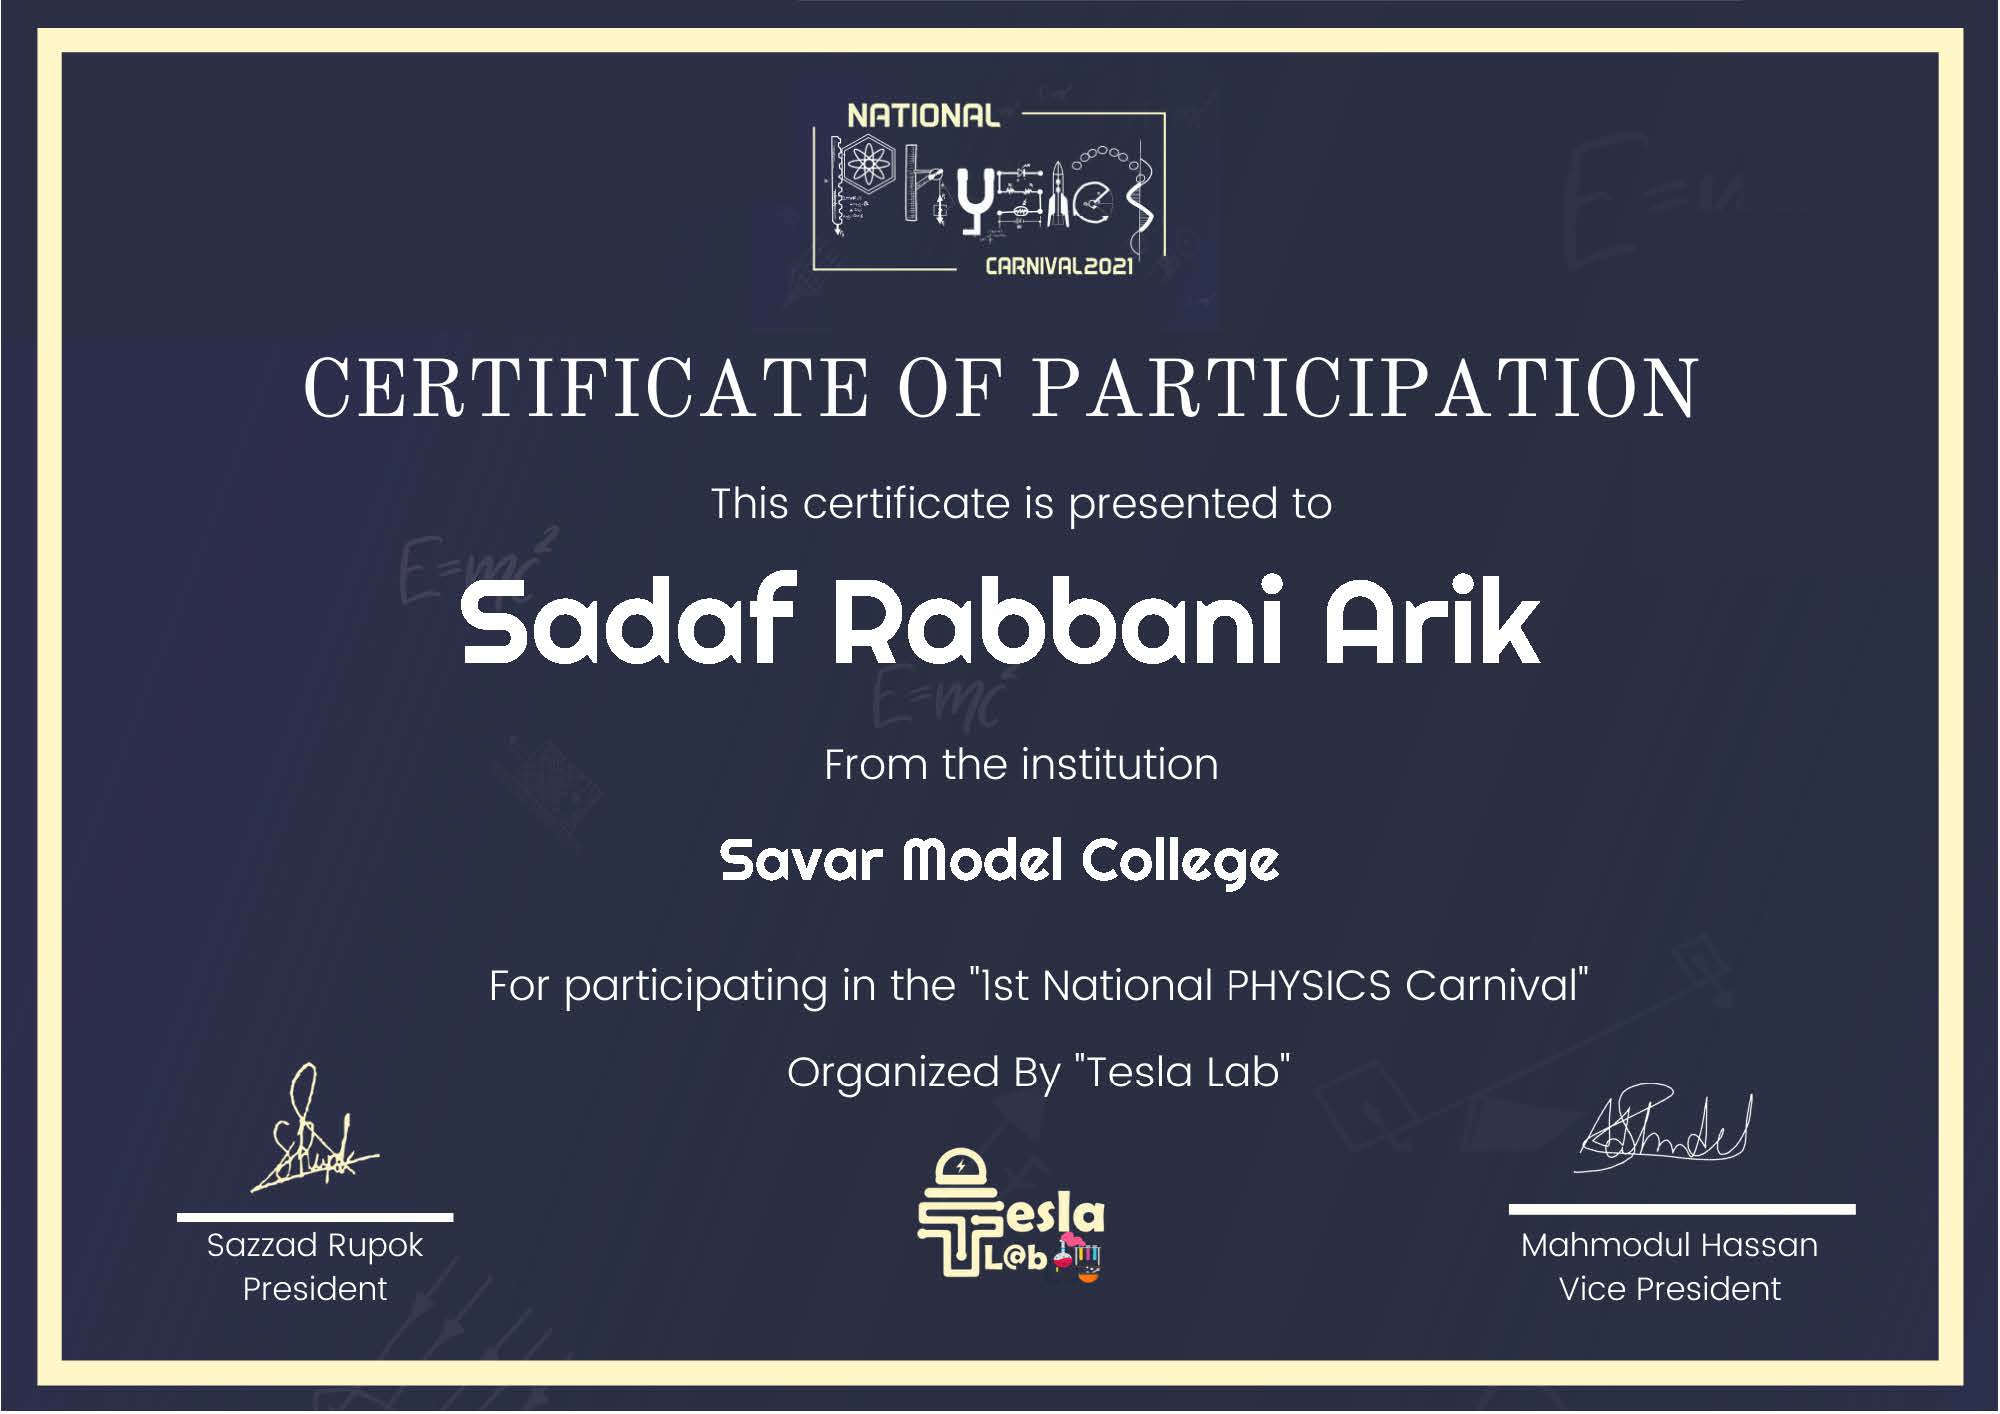 NATIONAL
Physics
CARNIVAL2021
CERTIFICATE OF PARTICIPATION
This certificate is presented to
E=mc²
Sadaf Rabbani Arik
E=mc²
From the institution
Savar Model College
For participating in the "1st National PHYSICS Carnival"
Organized By "Tesla Lab"
Tesla
L@b
Sazzad Rupok
President
Mahmodul Hassan
Vice President